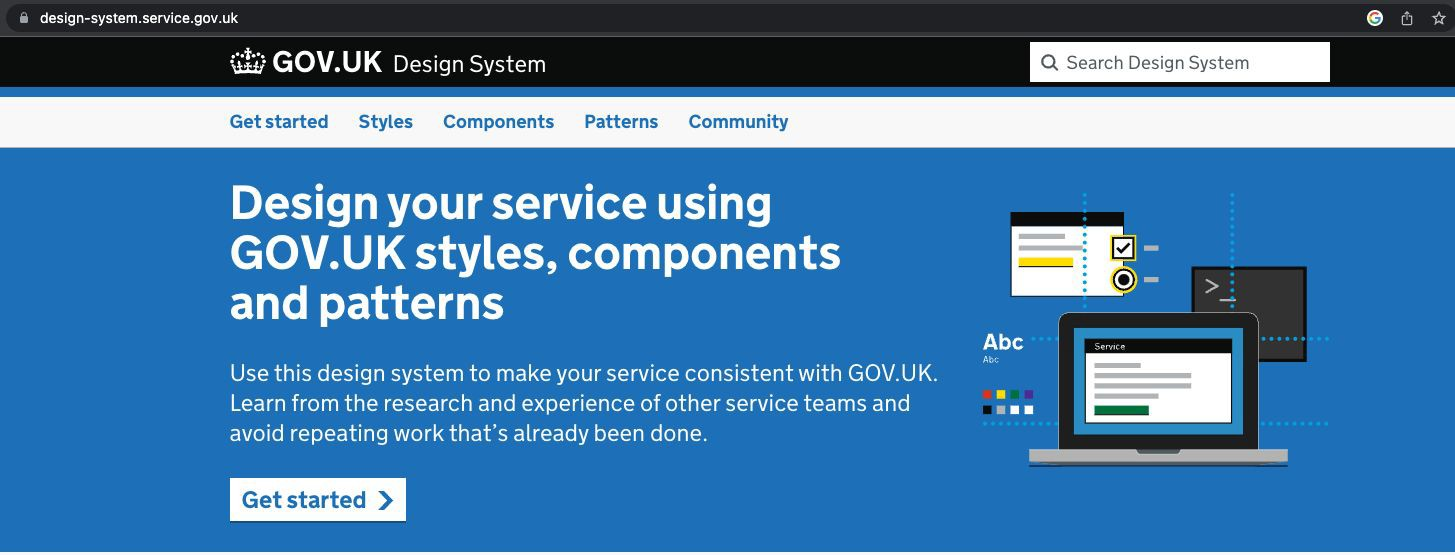 design-system.service.gov.uk
GOV.UK Design System
Search Design System
Get started Styles Components Patterns Community
Design your service using
GOV.UK styles, components
and patterns
Use this design system to make your service consistent with GOV.UK.
Learn from the research and experience of other service teams and
avoid repeating work that’s already been done.
Get started
>_
Abc
Abc
Service